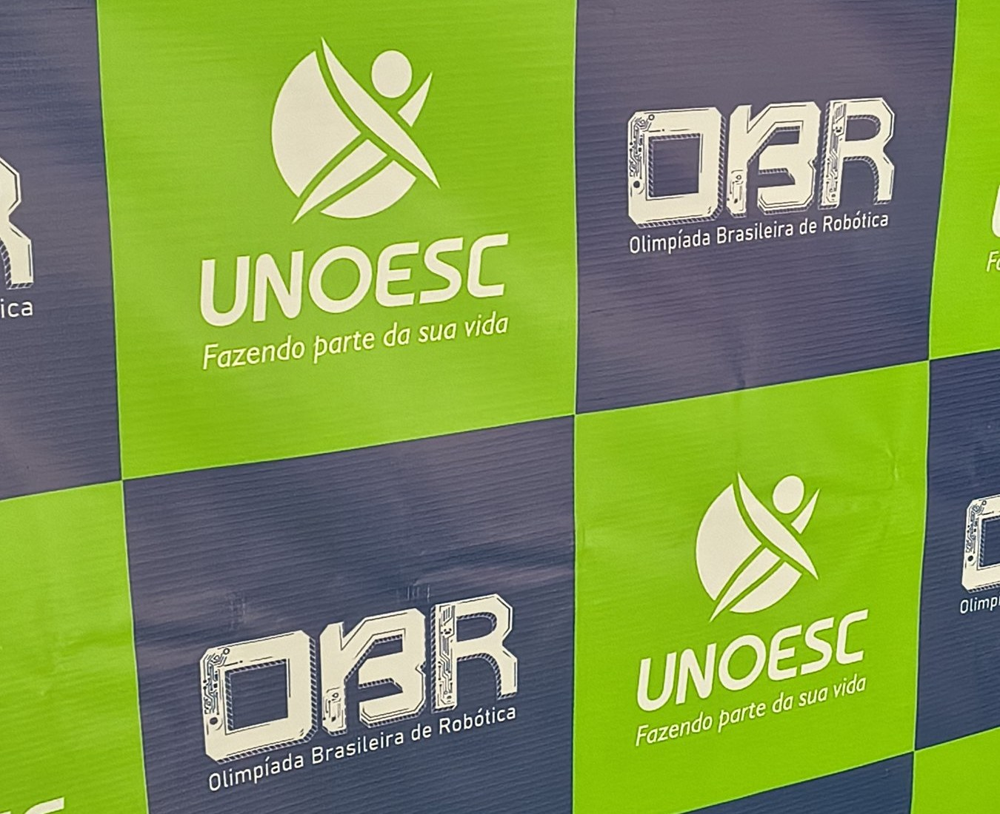 UNOESC
Fazendo parte da sua vida
OBR
Olimpíada Brasileira de Robótica
OBR
Olimpíada Brasileira de Robótica
UNOESC
Fazendo parte da sua vida